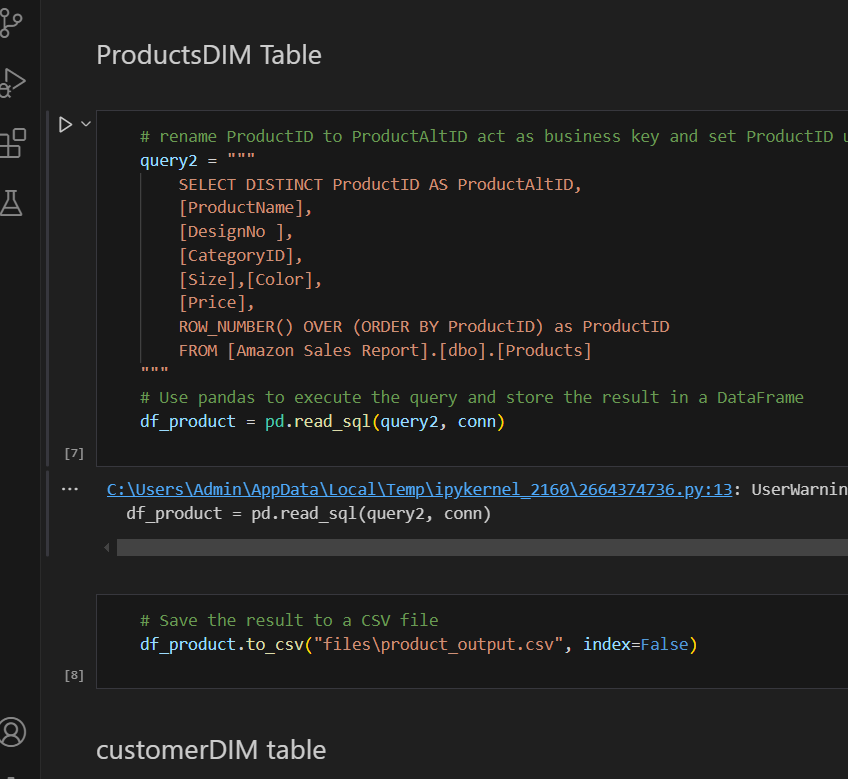 ProductsDIM Table
# rename ProductID to ProductAltID act as business key and set ProductID
query2 = """
SELECT DISTINCT ProductID AS ProductAltID,
[ProductName],
[DesignNo ],
[CategoryID],
[Size],[Color],
[Price],
ROW_NUMBER() OVER (ORDER BY ProductID) as ProductID
FROM [Amazon Sales Report].[dbo].[Products]
"""
# Use pandas to execute the query and store the result in a DataFrame
df_product = pd.read_sql(query2, conn)
[7]
... C:\Users\Admin\AppData\Local\Temp\ipykernel_2160\2664374736.py:13: UserWarnin
df_product = pd.read_sql(query2, conn)
# Save the result to a CSV file
df_product.to_csv("files\product_output.csv", index=False)
[8]
customerDIM table